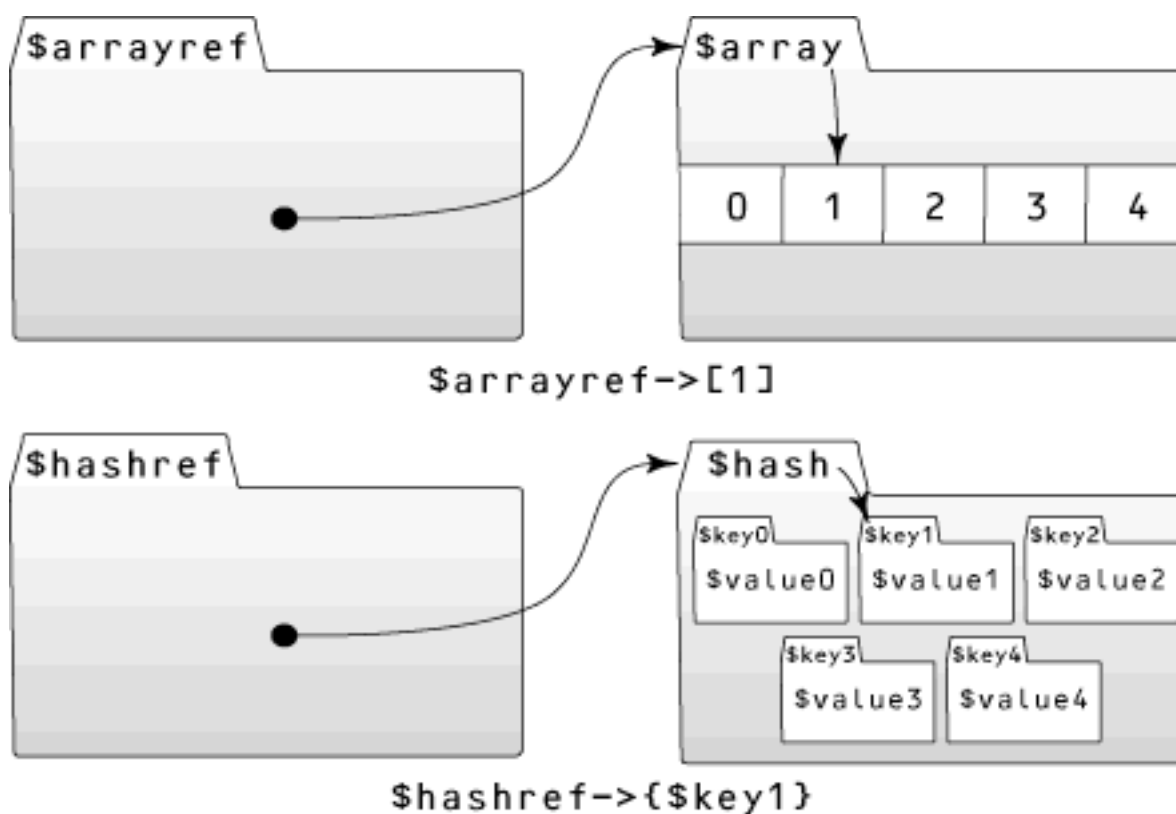 $arrayref $array
0 1 2 3 4
$arrayref->[1]
$hashref $hash
$key0 $key1 $key2
$value0 $value1 $value2
$key3 $key4
$value3 $value4
$hashref->{$key1}